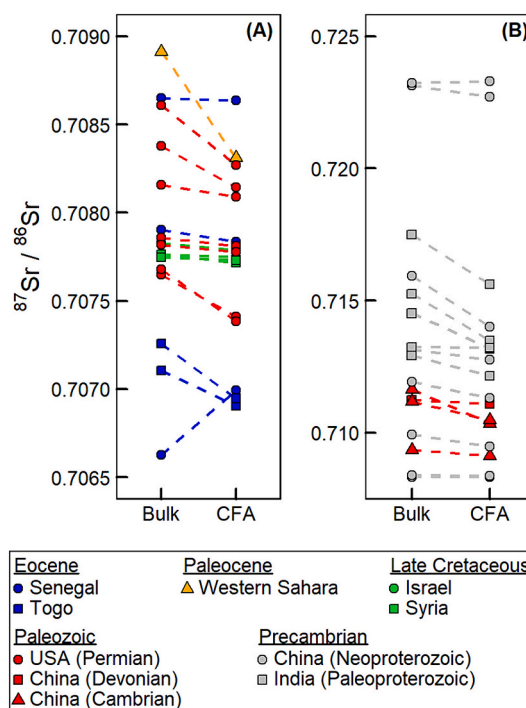 (A)
(B)
87Sr / 86Sr
0.7090
0.7085
0.7080
0.7075
0.7070
0.7065
0.725
0.720
0.715
0.710
Bulk CFA
Bulk CFA
Eocene Paleocene Late Cretaceous
Senegal Western Sahara Israel
Togo Syria
Paleozoic Precambrian
USA (Permian) China (Neoproterozoic)
China (Devonian) India (Paleoproterozoic)
China (Cambrian)